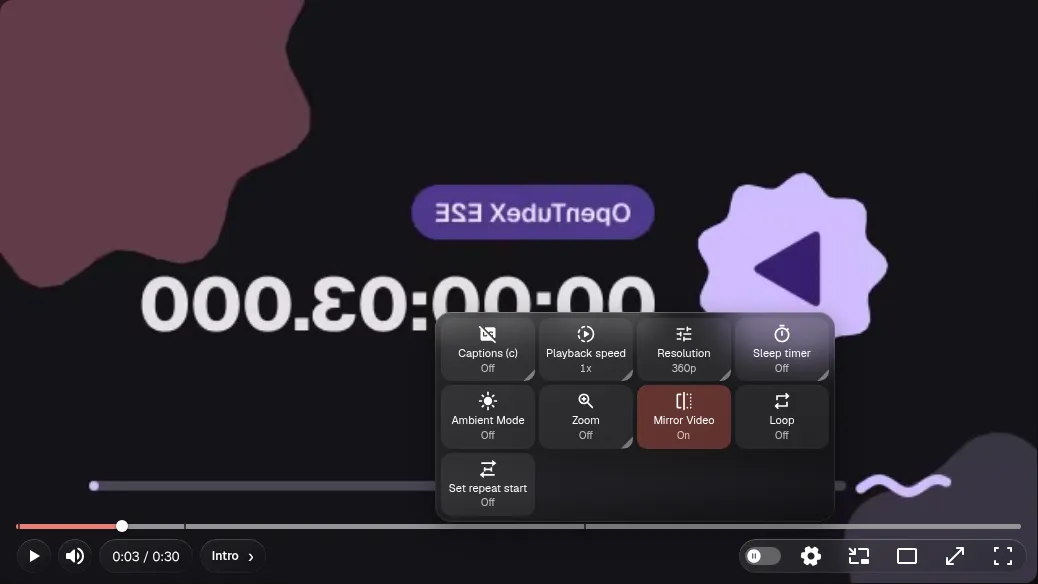 OpenTubeX E2E
00:00:03.000
Captions (c)
Off
Playback speed
1x
Resolution
360p
Sleep timer
Off
Ambient Mode
Off
Zoom
Off
Mirror Video
On
Loop
Off
Set repeat start
Off
0:03 / 0:30
Intro